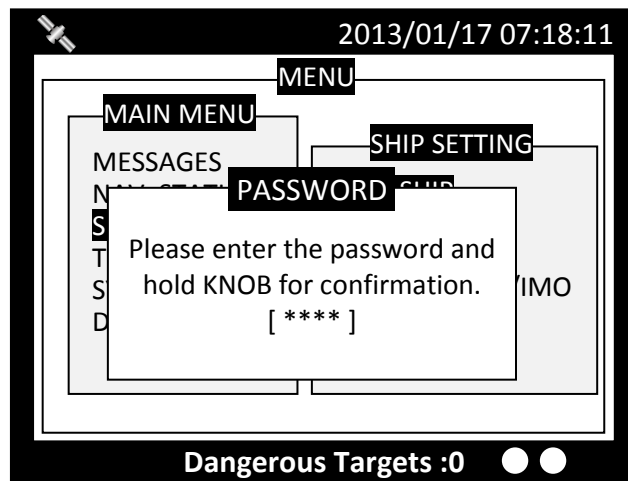 2013/01/17 07:18:11
MENU
MAIN MENU
SHIP SETTING
MESSAGES
PASSWORD
Please enter the password and
hold KNOB for confirmation.
[ **** ]
/IMO
Dangerous Targets :0